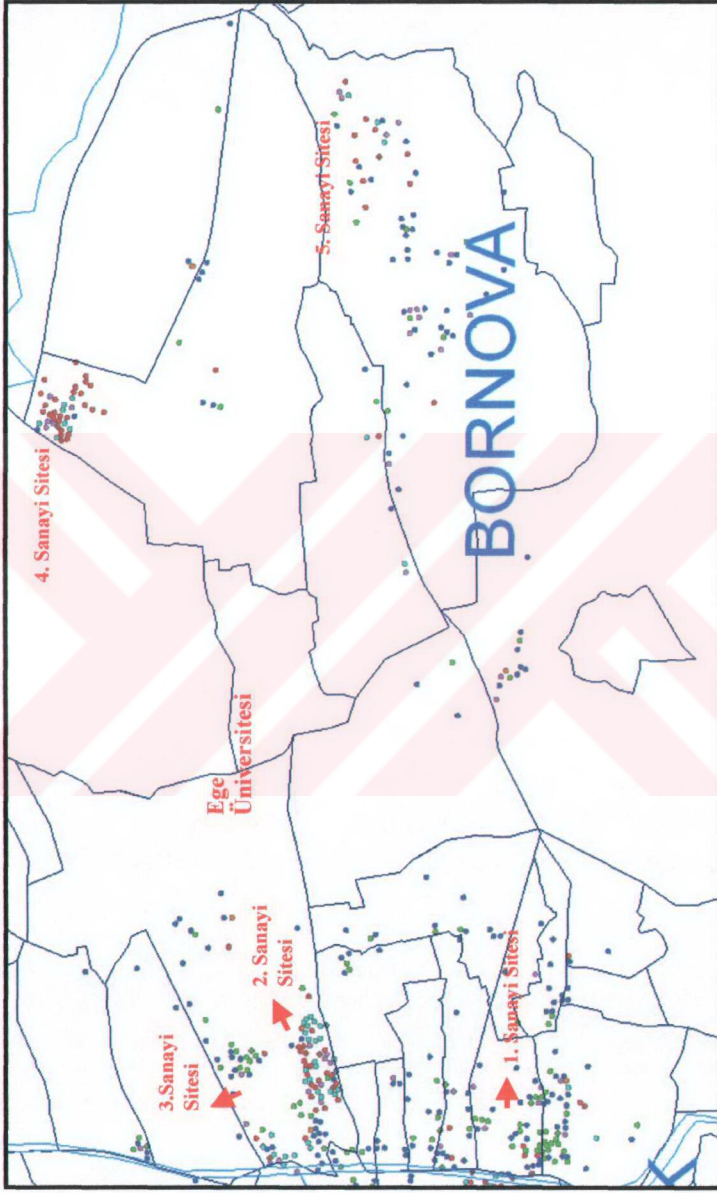 4. Sanayi Sitesi
5. Sanayi Sitesi
BORNOVA
Ege
Üniversitesi
3.Sanayi
Sitesi
2. Sanayi
Sitesi
1. Sanayi Sitesi
K